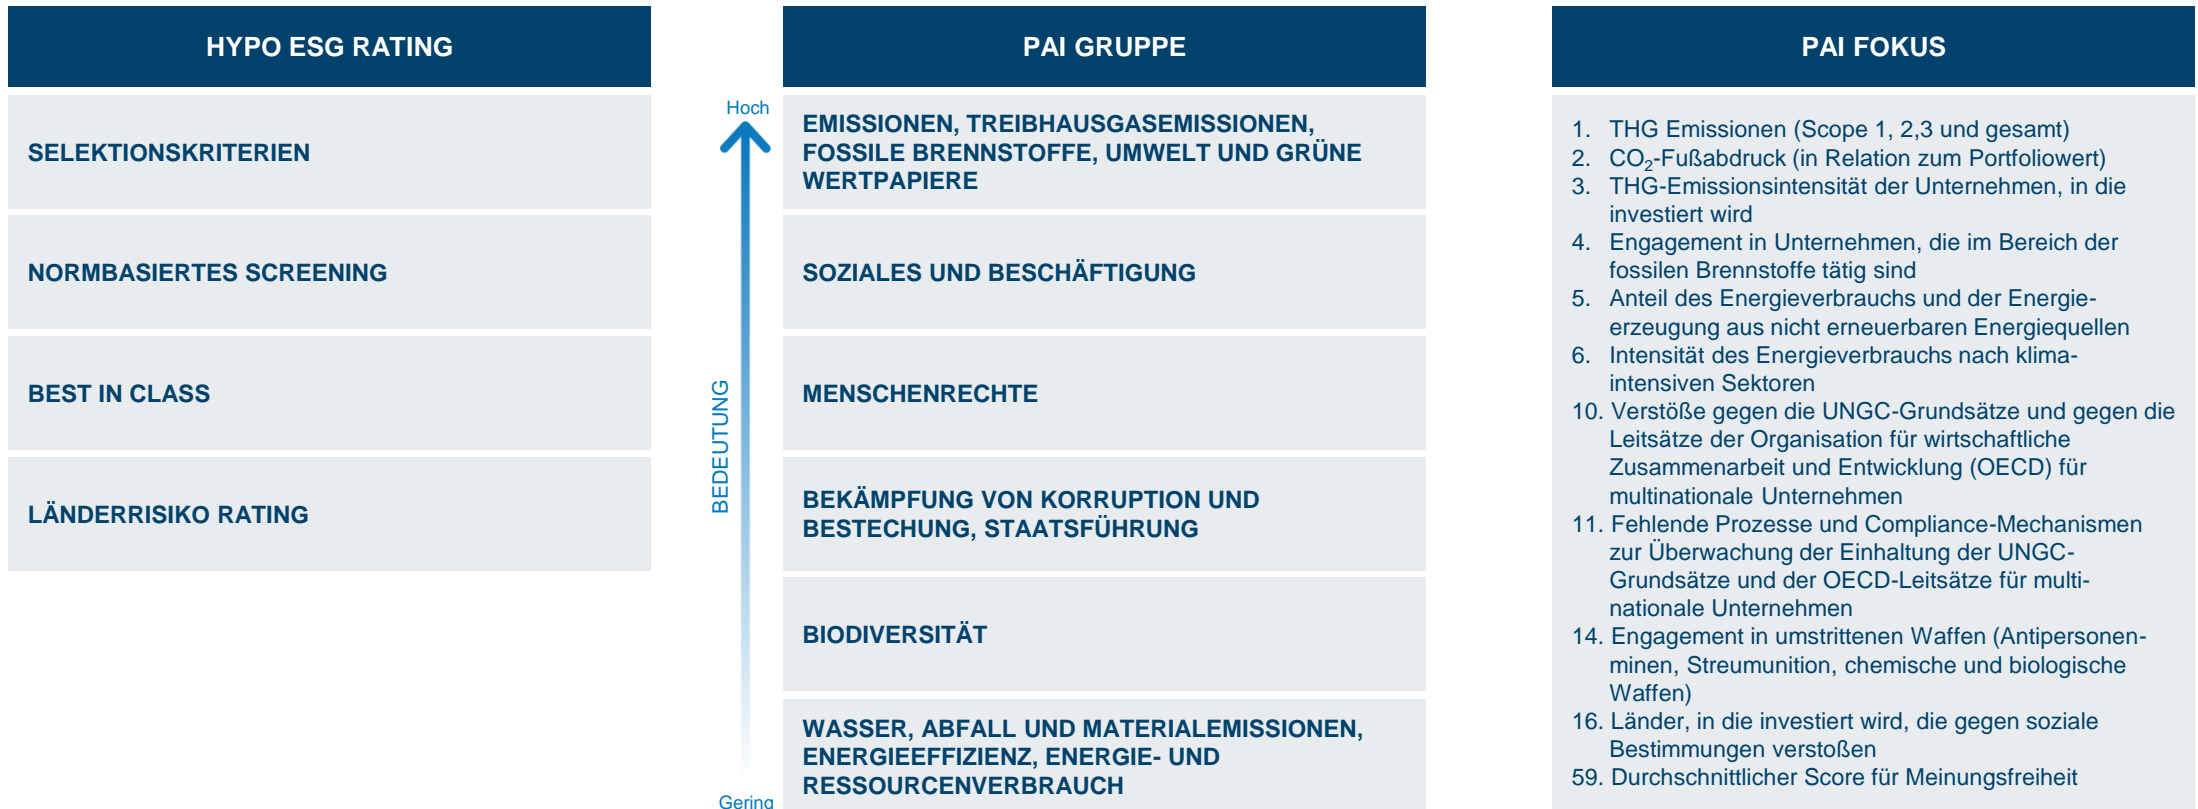 HYPO ESG RATING
SELEKTIONSKRITERIEN
NORMBASIERTES SCREENING
BEST IN CLASS
LÄNDERRISIKO RATING
Hoch
BEDEUTUNG
Gering
PAI GRUPPE
EMISSIONEN, TREIBHAUSGASEMISSIONEN,
FOSSILE BRENNSTOFFE, UMWELT UND GRÜNE
WERTPAPIERE
SOZIALES UND BESCHÄFTIGUNG
MENSCHENRECHTE
BEKÄMPFUNG VON KORRUPTION UND
BESTECHUNG, STAATSFÜHRUNG
BIODIVERSITÄT
WASSER, ABFALL UND MATERIALEMISSIONEN,
ENERGIEEFFIZIENZ, ENERGIE- UND
RESSOURCENVERBRAUCH
PAI FOKUS
1. THG Emissionen (Scope 1, 2,3 und gesamt)
2. CO₂-Fußabdruck (in Relation zum Portfoliowert)
3. THG-Emissionsintensität der Unternehmen, in die
investiert wird
4. Engagement in Unternehmen, die im Bereich der
fossilen Brennstoffe tätig sind
5. Anteil des Energieverbrauchs und der Energie-
erzeugung aus nicht erneuerbaren Energiequellen
6. Intensität des Energieverbrauchs nach klima-
intensiven Sektoren
10. Verstöße gegen die UNGC-Grundsätze und gegen die
Leitsätze der Organisation für wirtschaftliche
Zusammenarbeit und Entwicklung (OECD) für
multinationale Unternehmen
11. Fehlende Prozesse und Compliance-Mechanismen
zur Überwachung der Einhaltung der UNGC-
Grundsätze und der OECD-Leitsätze für multi-
nationale Unternehmen
14. Engagement in umstrittenen Waffen (Antipersonen-
minen, Streumunition, chemische und biologische
Waffen)
16. Länder, in die investiert wird, die gegen soziale
Bestimmungen verstoßen
59. Durchschnittlicher Score für Meinungsfreiheit